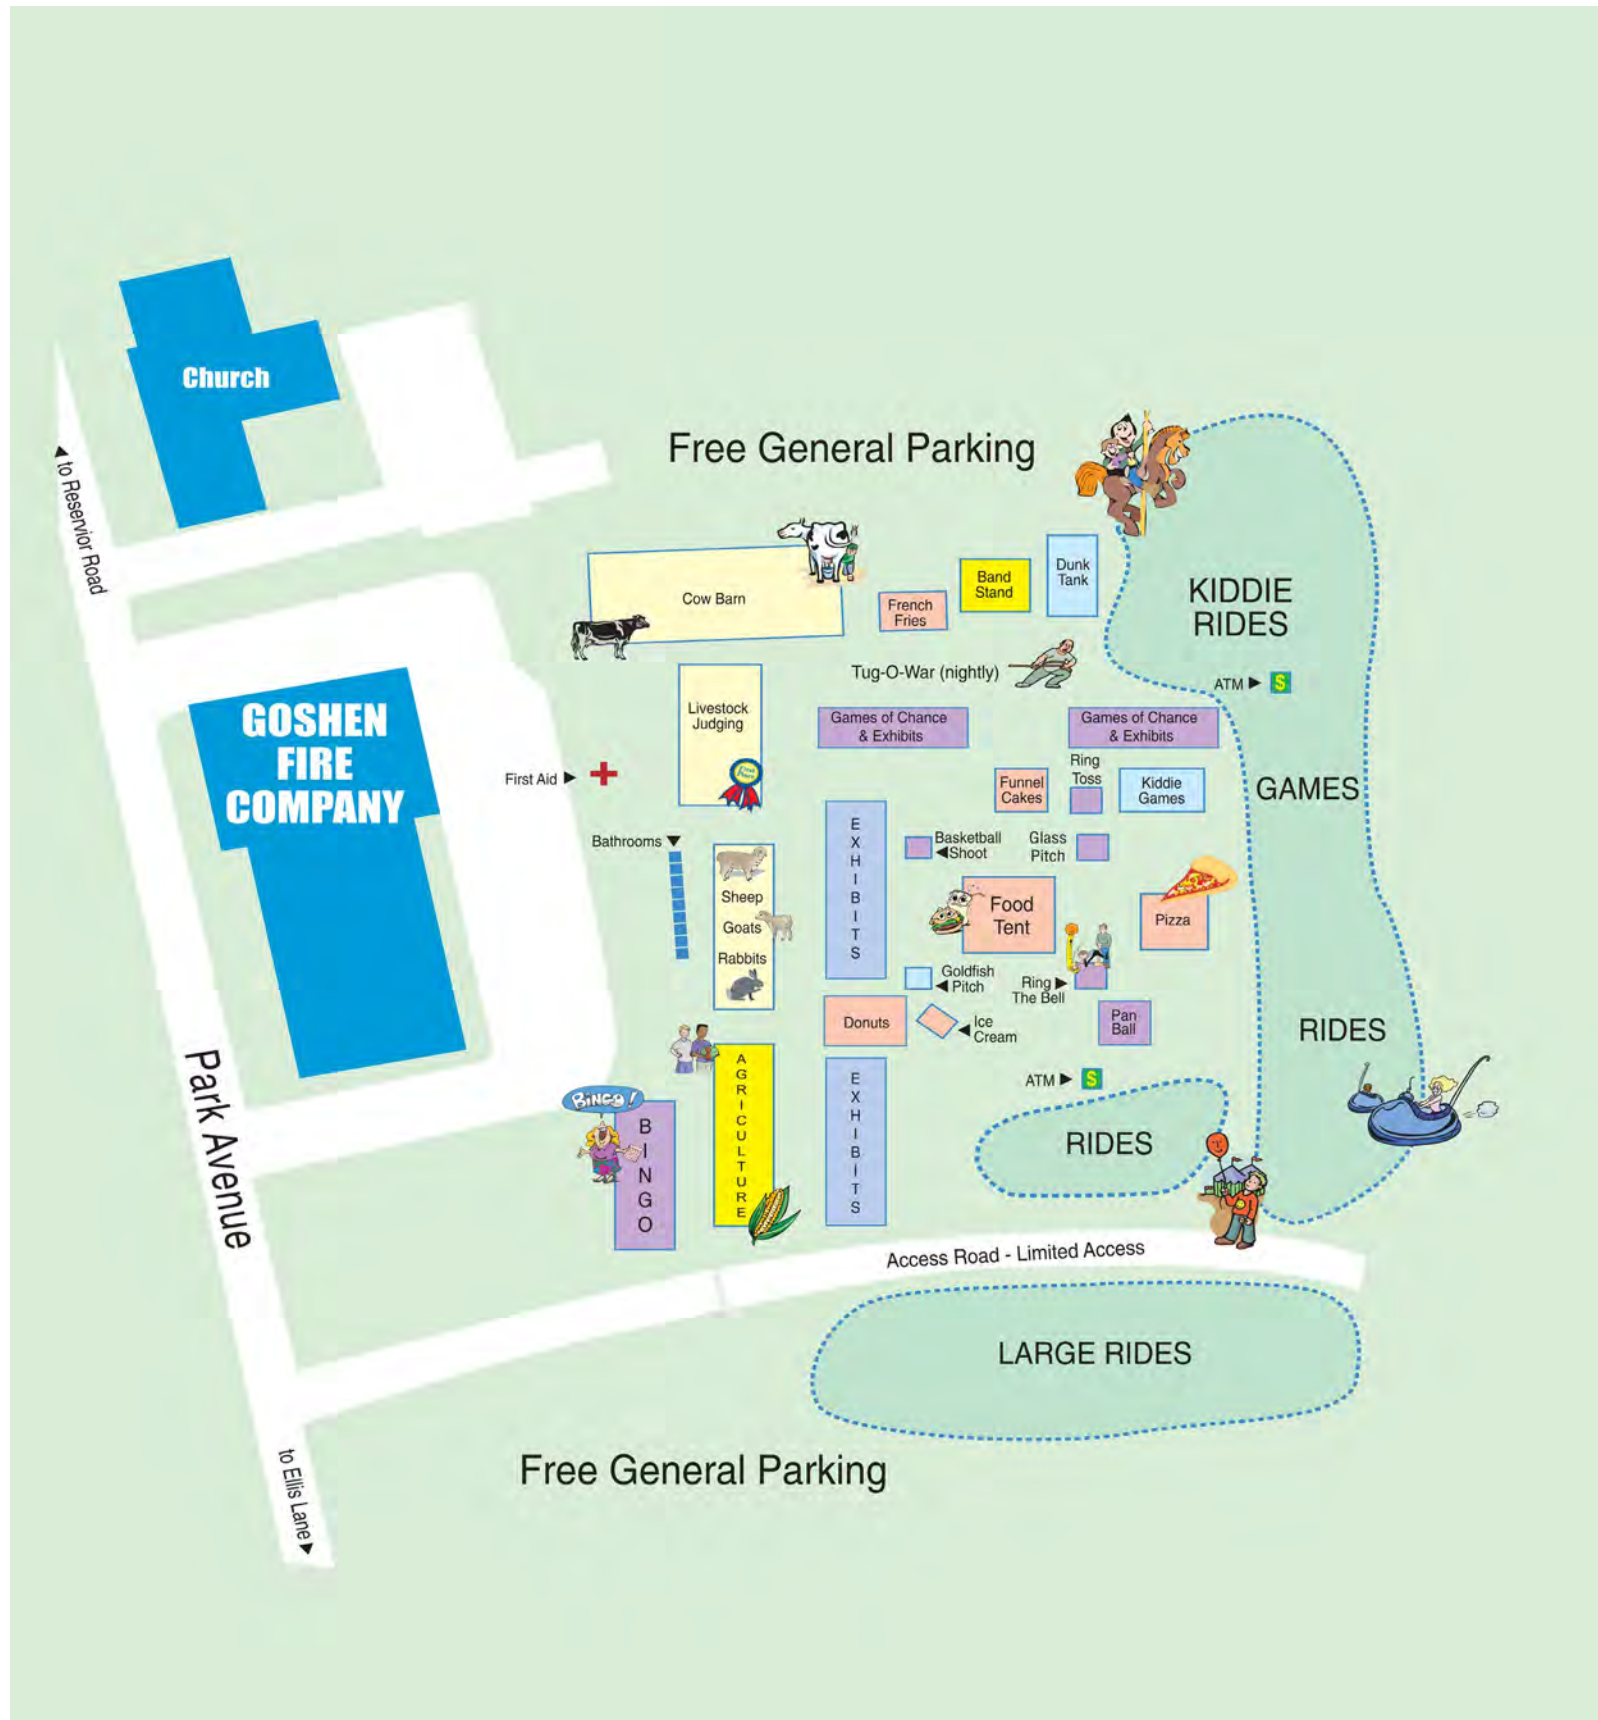 Church
to Reservior Road
Free General Parking
KIDDIE
RIDES
Dunk
Tank
Band
Stand
French
Fries
Cow Barn
Tug-O-War (nightly)
ATM
$
Livestock
Judging
First
Games of Chance
& Exhibits
Games of Chance
& Exhibits
GOSHEN
FIRE
COMPANY
First Aid
Funnel
Cakes
Ring
Toss
Kiddie
Games
GAMES
Bathrooms
EXHIBITS
Basketball
Shoot
Glass
Pitch
Sheep
Goats
Rabbits
Food
Tent
Pizza
Goldfish
Pitch
Ring
The Bell
Donuts
Ice
Cream
Pan
Ball
RIDES
AGRICULTURE
EXHIBITS
ATM
$
BINGO!
BINGO
RIDES
Park Avenue
Access Road - Limited Access
LARGE RIDES
to Ellis Lane
Free General Parking